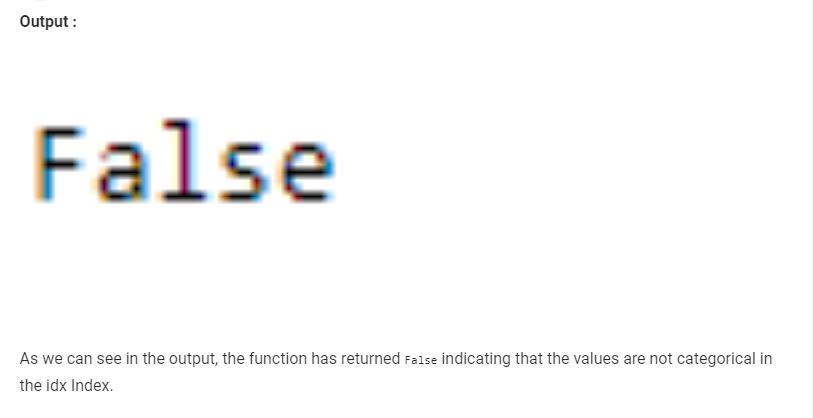 Output :
False
As we can see in the output, the function has returned False indicating that the values are not categorical in
the idx Index.